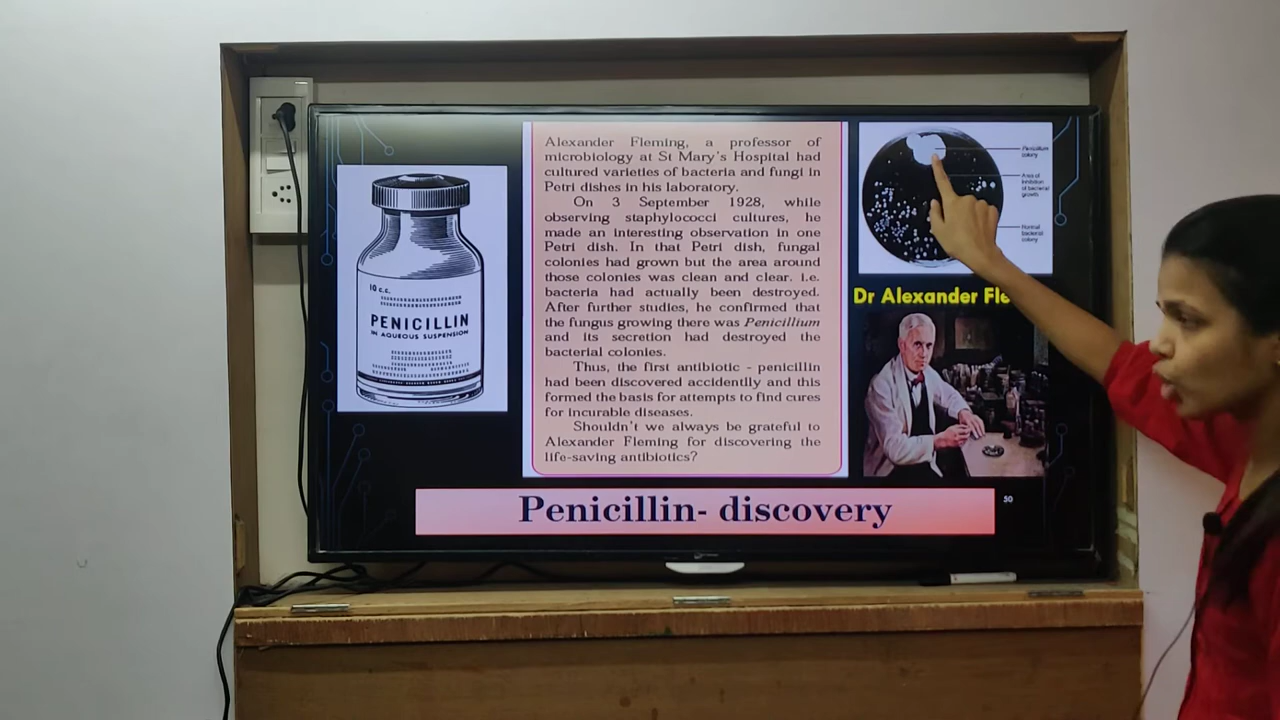 10 c.c.
PENICILLIN
IN AQUEOUS SUSPENSION
Alexander Fleming, a professor of
microbiology at St Mary's Hospital had
cultured varieties of bacteria and fungi in
Petri dishes in his laboratory.
On 3 September 1928, while
observing staphylococci cultures, he
made an interesting observation in one
Petri dish. In that Petri dish, fungal
colonies had grown but the area around
those colonies was clean and clear. i.e.
bacteria had actually been destroyed.
After further studies, he confirmed that
the fungus growing there was Penicillium
and its secretion had destroyed the
bacterial colonies.
Thus, the first antibiotic - penicillin
had been discovered accidentlly and this
formed the basis for attempts to find cures
for incurable diseases.
Shouldn't we always be grateful to
Alexander Fleming for discovering the
life-saving antibiotics?
Penicillium
colony
Area of
inhibition
of bacterial
growth
Normal
bacterial
colony
Dr Alexander Fle
Penicillin- discovery
50